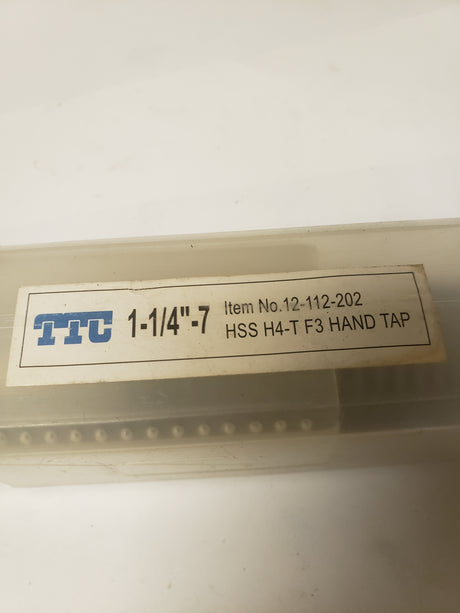 TTC 1-1/4"-7 Item No.12-112-202
HSS H4-T F3 HAND TAP